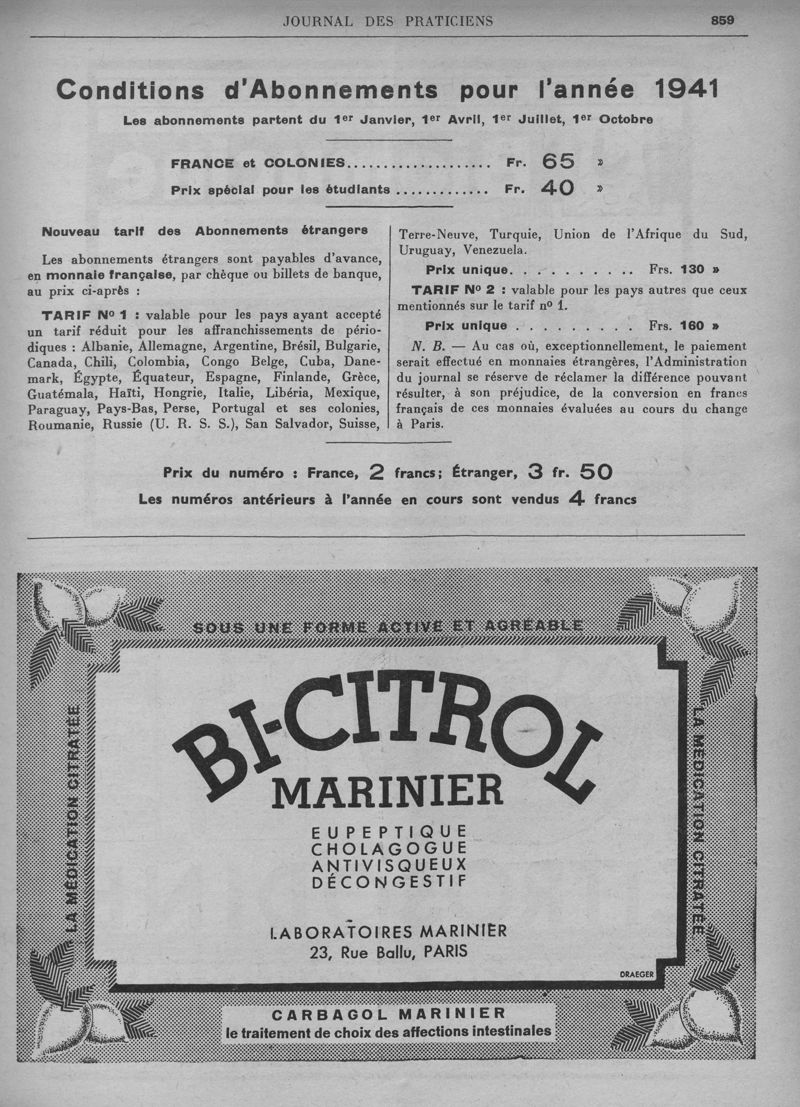 JOURNAL DES PRATICIENS 859
Conditions d'Abonnements pour l'année 1941
Les abonnements partent du 1er Janvier, 1er Avril, 1er Juillet, 1er Octobre
FRANCE et COLONIES.................... Fr. 65 »
Prix spécial pour les étudiants ............. Fr. 40 »
Nouveau tarif des Abonnements étrangers
Les abonnements étrangers sont payables d'avance,
en monnaie française, par chèque ou billets de banque,
au prix ci-après :
TARIF No 1 : valable pour les pays ayant accepté
un tarif réduit pour les affranchissements de pério-
diques : Albanie, Allemagne, Argentine, Brésil, Bulgarie,
Canada, Chili, Colombia, Congo Belge, Cuba, Dane-
mark, Égypte, Équateur, Espagne, Finlande, Grèce,
Guatémala, Haïti, Hongrie, Italie, Libéria, Mexique,
Paraguay, Pays-Bas, Perse, Portugal et ses colonies,
Roumanie, Russie (U. R. S. S.), San Salvador, Suisse,
Terre-Neuve, Turquie, Union de l'Afrique du Sud,
Uruguay, Venezuela.
Prix unique. . . . . . . . . . Frs. 130 »
TARIF No 2 : valable pour les pays autres que ceux
mentionnés sur le tarif no 1.
Prix unique . . . . . . . . . Frs. 160 »
N. B. — Au cas où, exceptionnellement, le paiement
serait effectué en monnaies étrangères, l'Administration
du journal se réserve de réclamer la différence pouvant
résulter, à son préjudice, de la conversion en francs
français de ces monnaies évaluées au cours du change
à Paris.
Prix du numéro : France, 2 francs; Étranger, 3 fr. 50
Les numéros antérieurs à l'année en cours sont vendus 4 francs
SOUS UNE FORME ACTIVE ET AGRÉABLE
LA MÉDICATION CITRATÉE
BI-CITROL
MARINIER
EUPEPTIQUE
CHOLAGOGUE
ANTIVISQUEUX
DÉCONGESTIF
LABORATOIRES MARINIER
23, Rue Ballu, PARIS
DRAEGER
LA MÉDICATION CITRATÉE
CARBAGOL MARINIER
le traitement de choix des affections intestinales